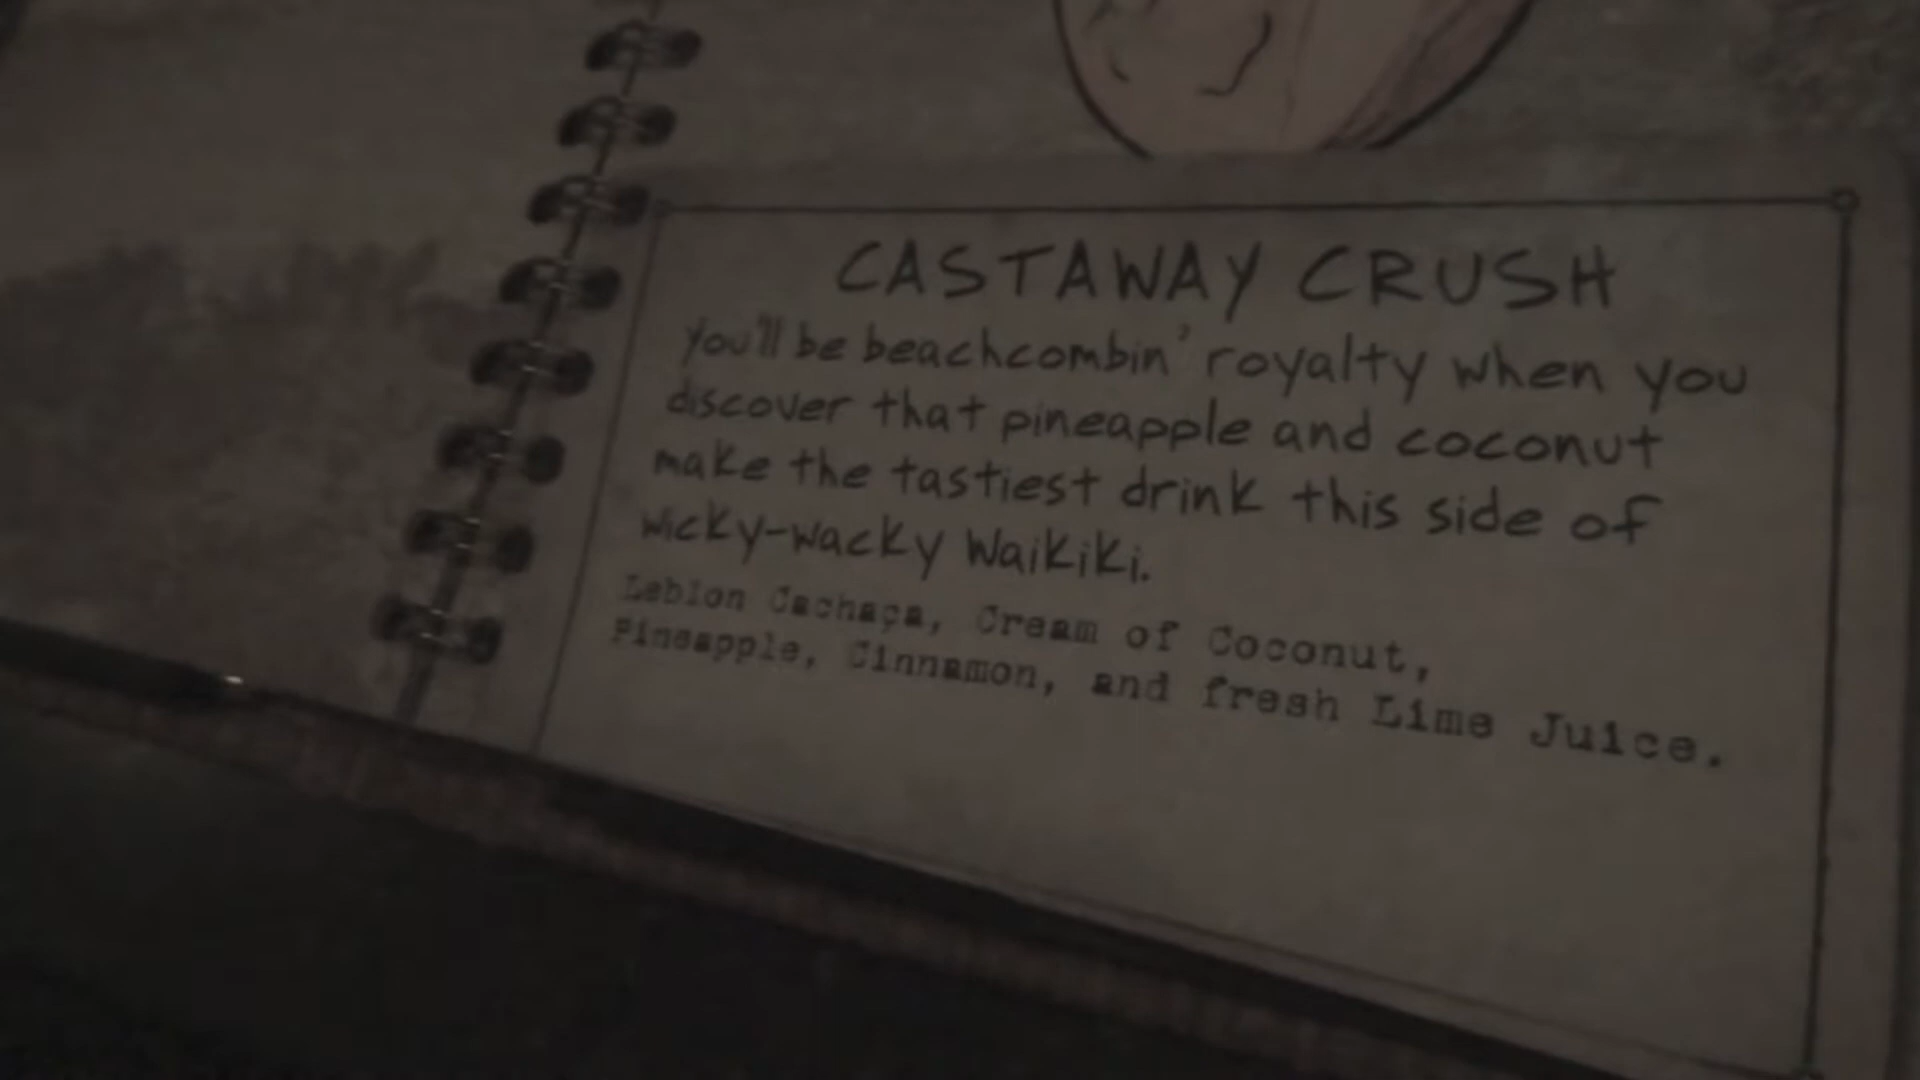 CASTAWAY CRUSH
you'll be beachcombin' royalty when you
discover that pineapple and coconut
make the tastiest drink this side of
wicky-wacky Waikiki.
Leblon Cachaça, Cream of Coconut,
Pineapple, Cinnamon, and fresh Lime Juice.